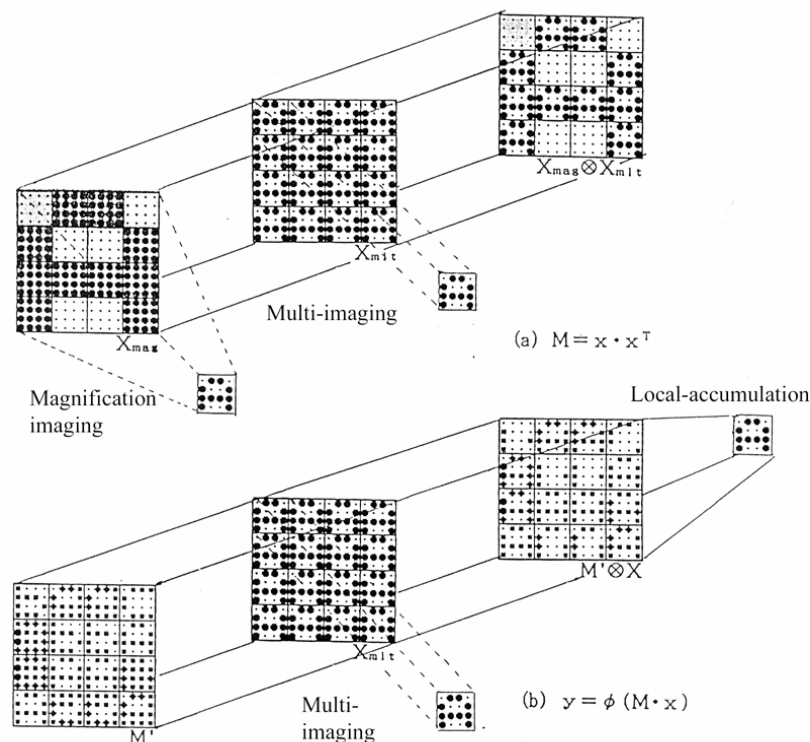 X_mag ⊗ X_mlt
X_mlt
Multi-imaging
(a) M = x · x^T
X_mag
Magnification
imaging
Local-accumulation
M'⊗X
X_mlt
(b) y = ϕ (M · x)
Multi-
imaging
M'